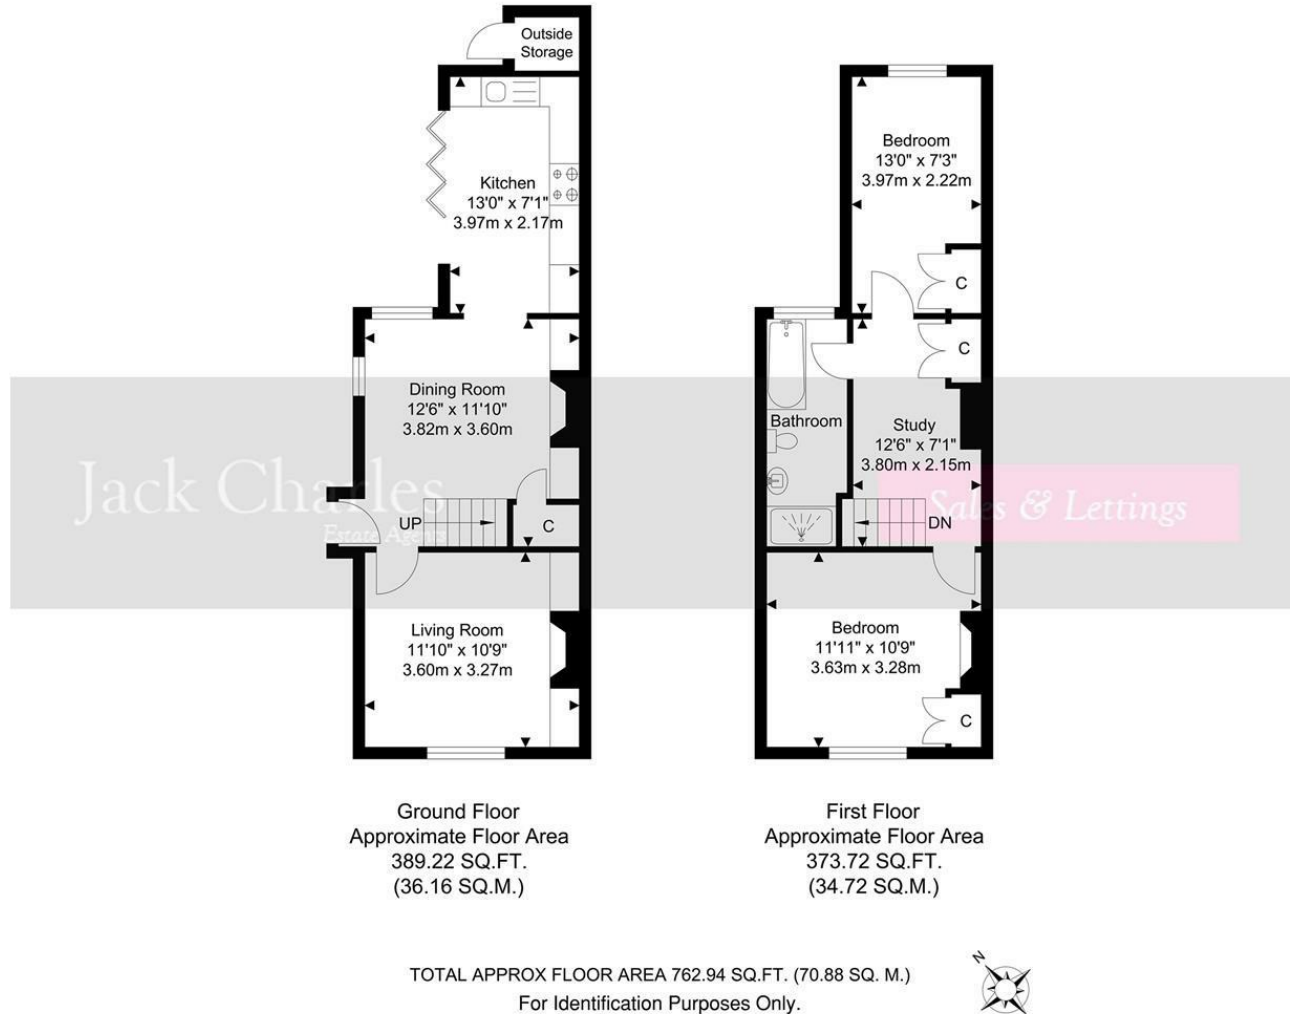 Outside
Storage
Kitchen
13'0" x 7'1"
3.97m x 2.17m
Dining Room
12'6" x 11'10"
3.82m x 3.60m
UP
C
Living Room
11'10" x 10'9"
3.60m x 3.27m
Bedroom
13'0" x 7'3"
3.97m x 2.22m
C
C
Bathroom
Study
12'6" x 7'1"
3.80m x 2.15m
DN
Bedroom
11'11" x 10'9"
3.63m x 3.28m
C
Jack Charles
Estate Agents
Sales & Lettings
Ground Floor
Approximate Floor Area
389.22 SQ.FT.
(36.16 SQ.M.)
First Floor
Approximate Floor Area
373.72 SQ.FT.
(34.72 SQ.M.)
TOTAL APPROX FLOOR AREA 762.94 SQ.FT. (70.88 SQ. M.)
For Identification Purposes Only.
N